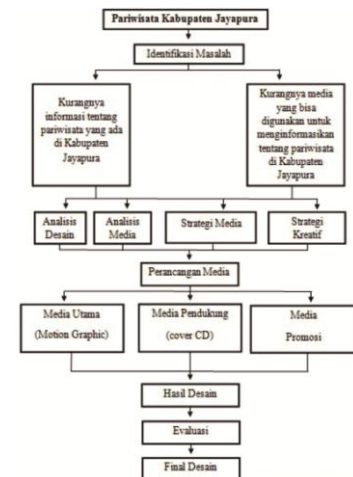 Pariwisata Kabupaten Jayapura
Identifikasi Masalah
Kurangnya
informasi tentang
pariwisata yang ada
di Kabupaten
Jayapura
Kurangnya media
yang bisa
digunakan untuk
menginformasikan
tentang pariwisata
di Kabupaten
Jayapura
Analisis
Desain
Analisis
Media
Strategi Media
Strategi
Kreatif
Perancangan Media
Media Utama
(Motion Graphic)
Media Pendukung
(cover CD)
Media
Promosi
Hasil Desain
Evaluasi
Final Desain